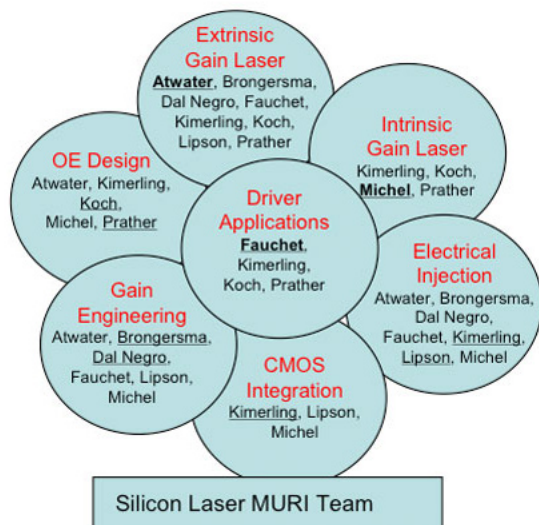 Extrinsic
Gain Laser
Atwater, Brongersma,
Dal Negro, Fauchet,
Kimerling, Koch,
Lipson, Prather
Intrinsic
Gain Laser
Kimerling, Koch,
Michel, Prather
OE Design
Atwater, Kimerling,
Koch,
Michel, Prather
Driver
Applications
Fauchet,
Kimerling,
Koch, Prather
Electrical
Injection
Atwater, Brongersma,
Dal Negro,
Fauchet, Kimerling,
Lipson, Michel
Gain
Engineering
Atwater, Brongersma,
Dal Negro,
Fauchet, Lipson,
Michel
CMOS
Integration
Kimerling, Lipson,
Michel
Silicon Laser MURI Team